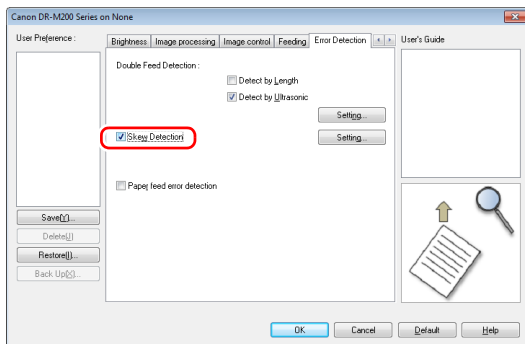 Canon DR-M200 Series on None
User Preference :
Brightness Image processing Image control Feeding Error Detection
User's Guide
Double Feed Detection :
Detect by Length
Detect by Ultrasonic
Setting...
Skew Detection
Setting...
Paper feed error detection
Save(Y)...
Delete(J)
Restore(I)...
Back Up(X)...
OK Cancel Default Help